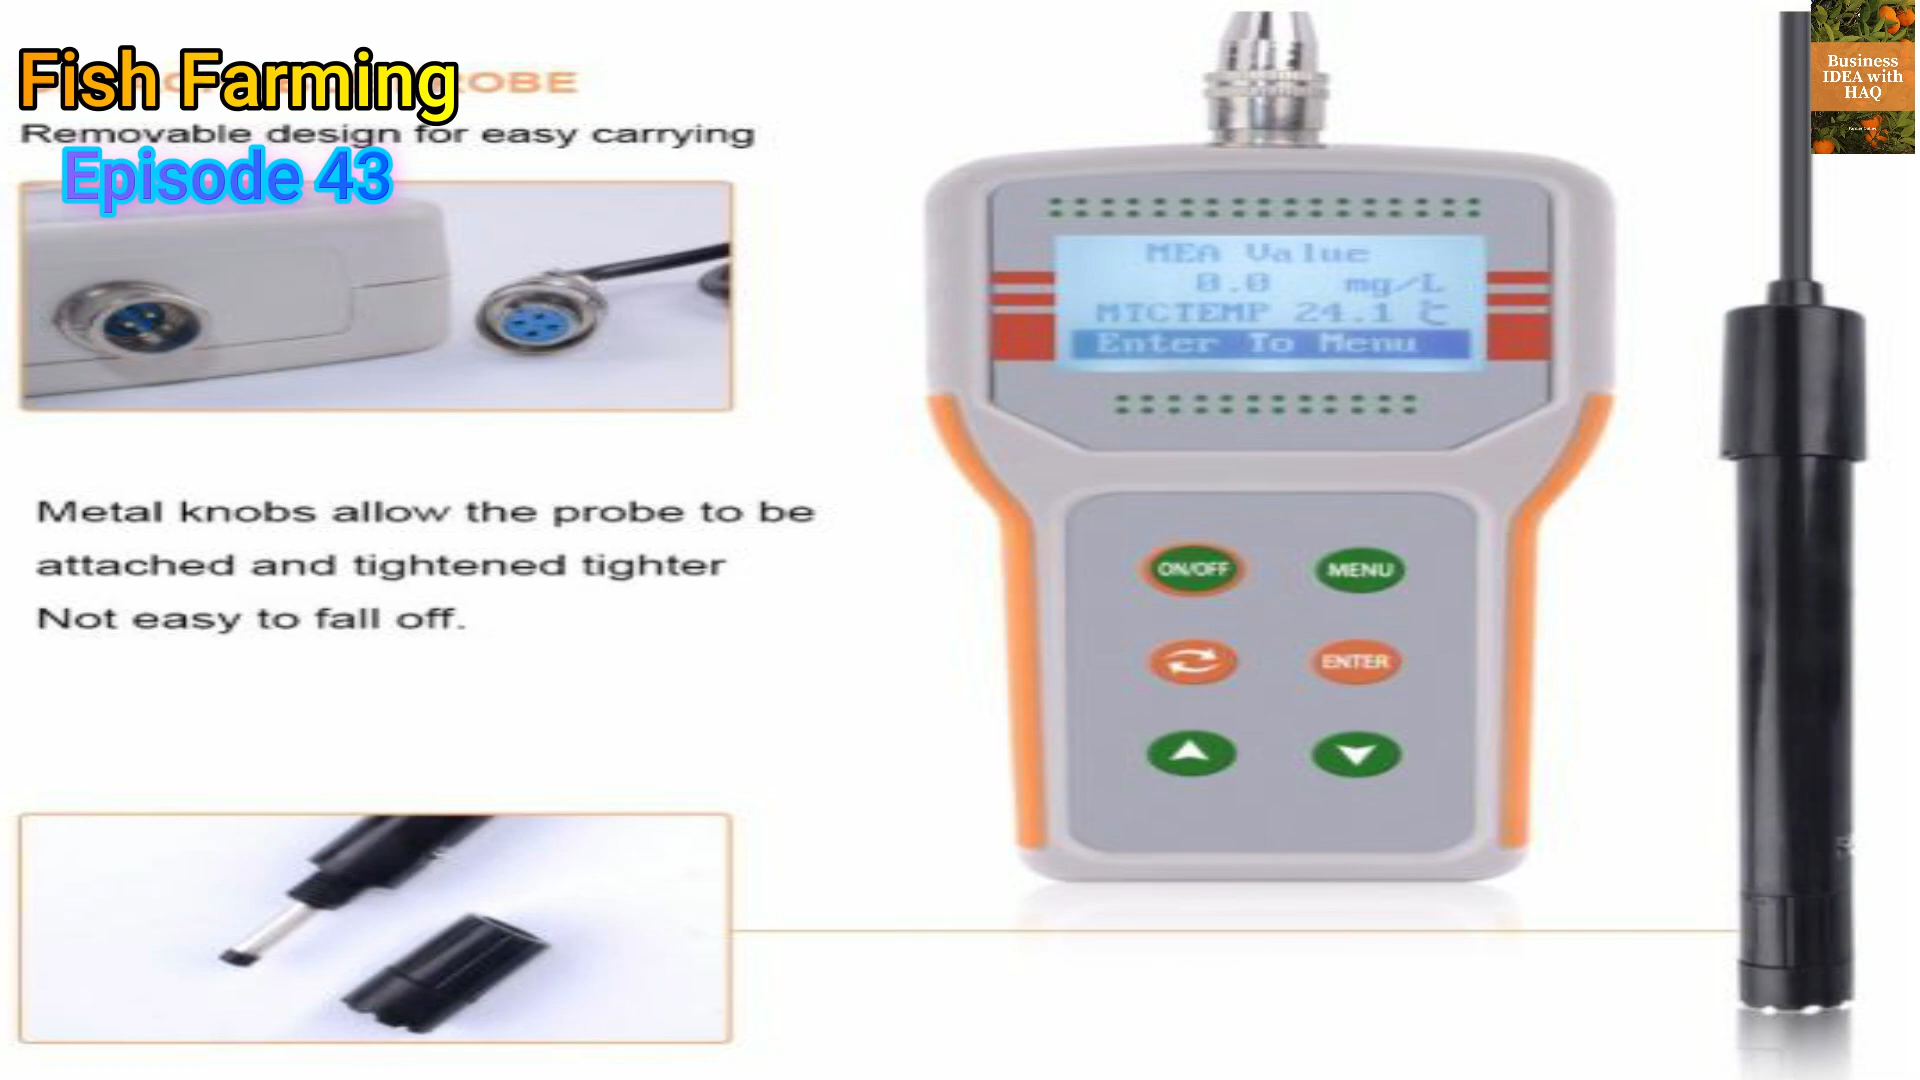 Fish Farming OBE
Removable design for easy carrying
Episode 43
Metal knobs allow the probe to be
attached and tightened tighter
Not easy to fall off.
MEA Value
0.0 mg/L
MTCTEMP 24.1 ℃
Enter To Menu
ON/OFF MENU
ENTER
Business
IDEA with
HAQ